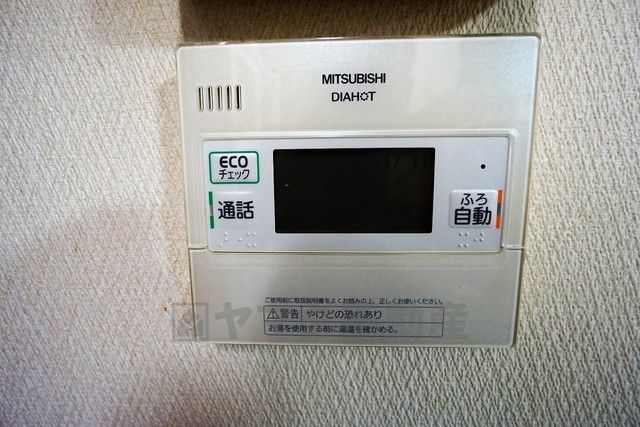 MITSUBISHI
DIAHOT
ECO
チェック
通話
ふろ
自動
ご使用前に取扱説明書をよくお読みの上、正しくお使いください。
警告 やけどの恐れあり
お湯を使用する前に湯温を確かめる。